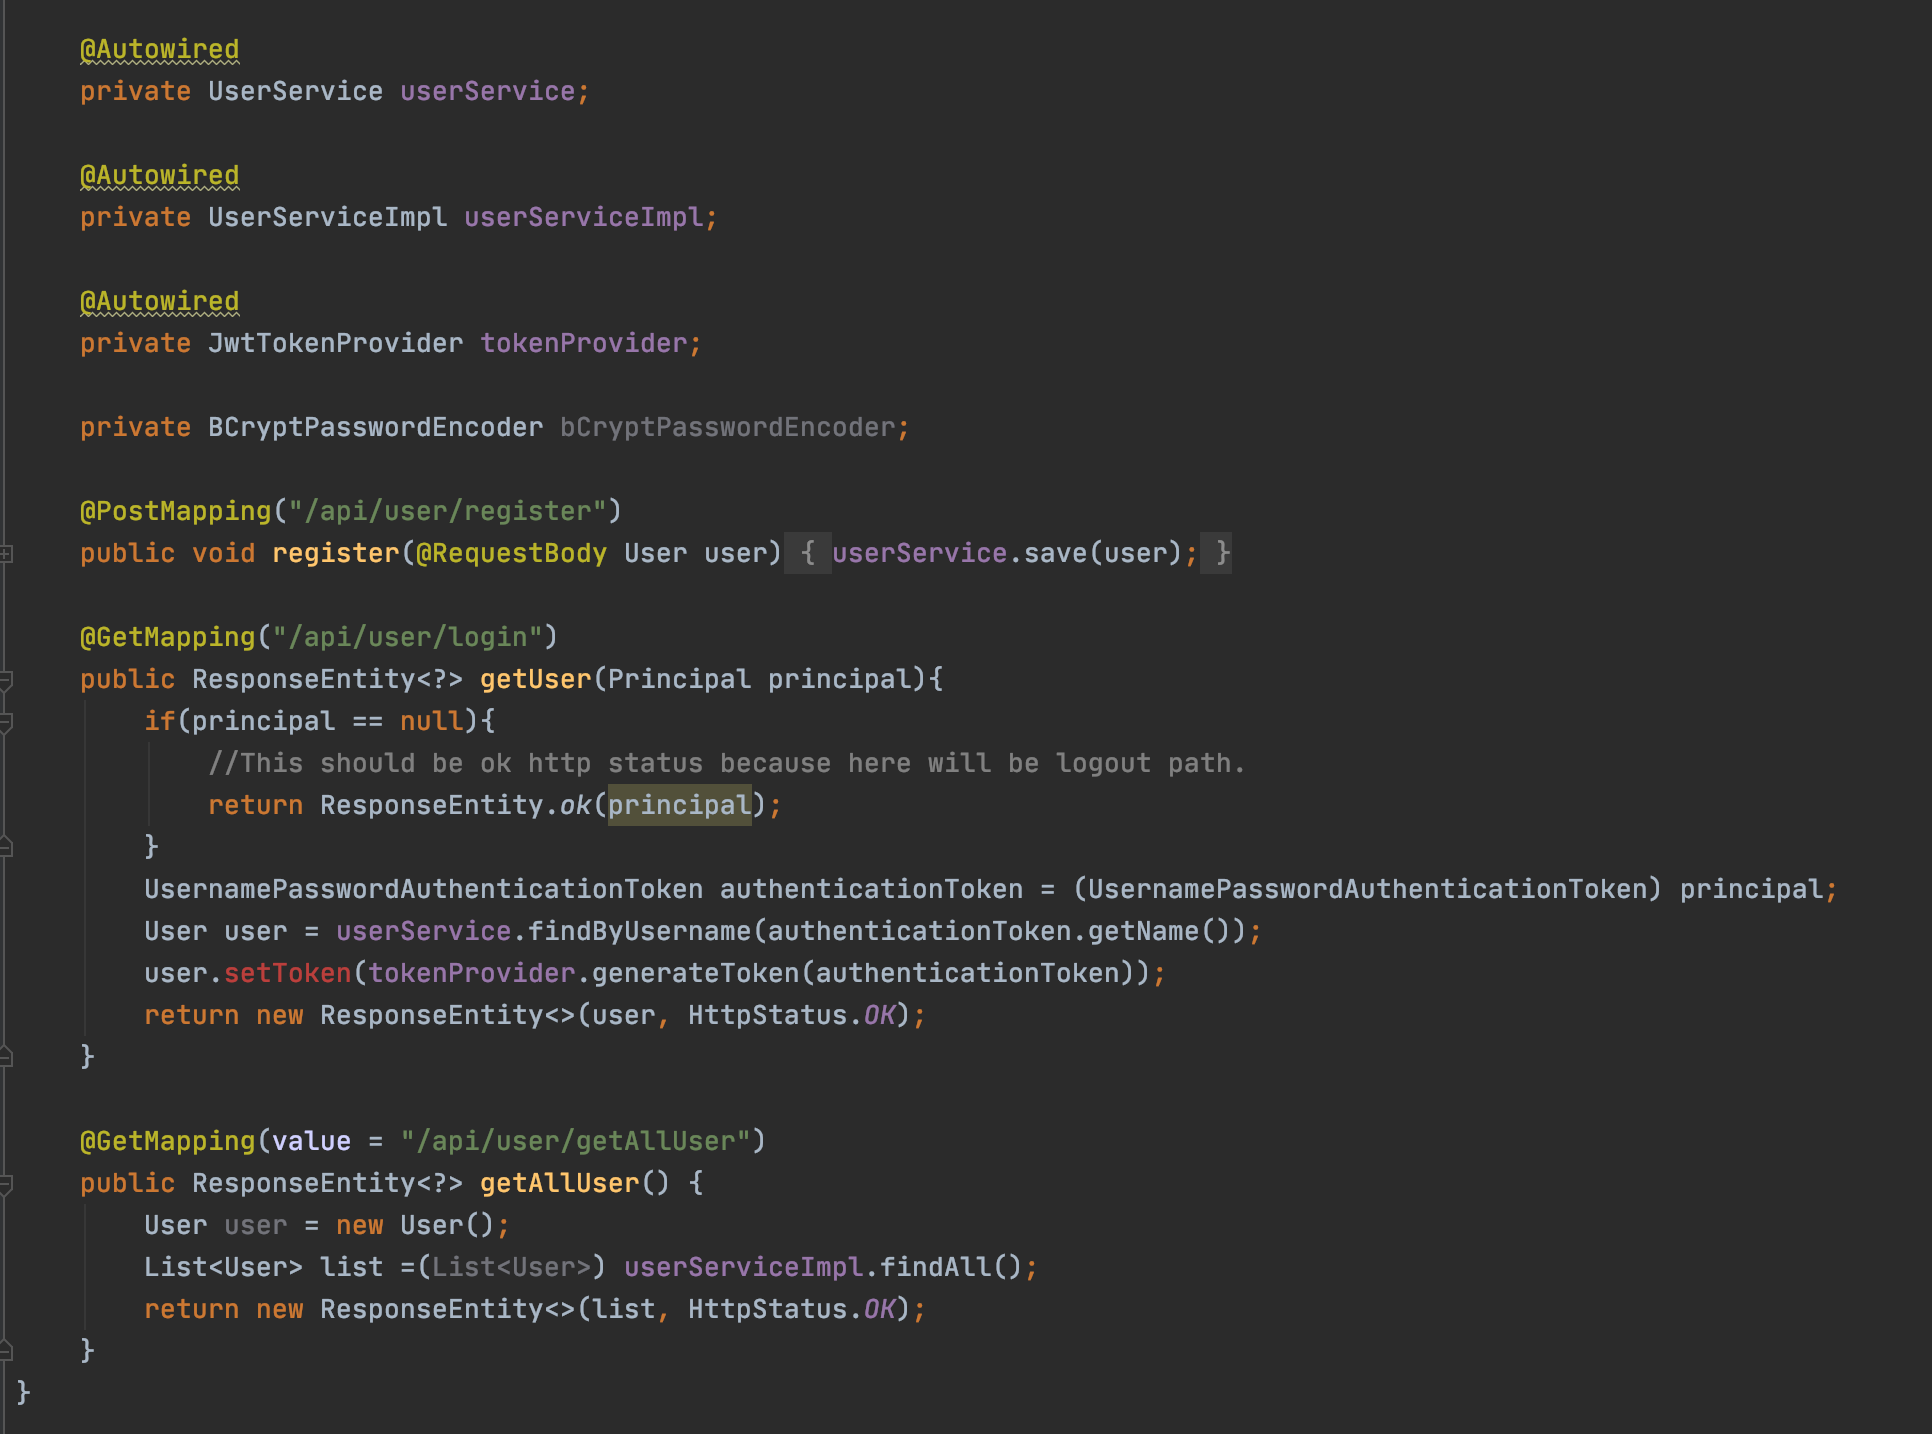 @Autowired
private UserService userService;
@Autowired
private UserServiceImpl userServiceImpl;
@Autowired
private JwtTokenProvider tokenProvider;
private BCryptPasswordEncoder bCryptPasswordEncoder;
@PostMapping("/api/user/register")
public void register(@RequestBody User user) { userService.save(user); }
@GetMapping("/api/user/login")
public ResponseEntity<?> getUser(Principal principal){
if(principal == null){
//This should be ok http status because here will be logout path.
return ResponseEntity.ok(principal);
}
UsernamePasswordAuthenticationToken authenticationToken = (UsernamePasswordAuthenticationToken) principal;
User user = userService.findByUsername(authenticationToken.getName());
user.setToken(tokenProvider.generateToken(authenticationToken));
return new ResponseEntity<>(user, HttpStatus.OK);
}
@GetMapping(value = "/api/user/getAllUser")
public ResponseEntity<?> getAllUser() {
User user = new User();
List<User> list =(List<User>) userServiceImpl.findAll();
return new ResponseEntity<>(list, HttpStatus.OK);
}
}